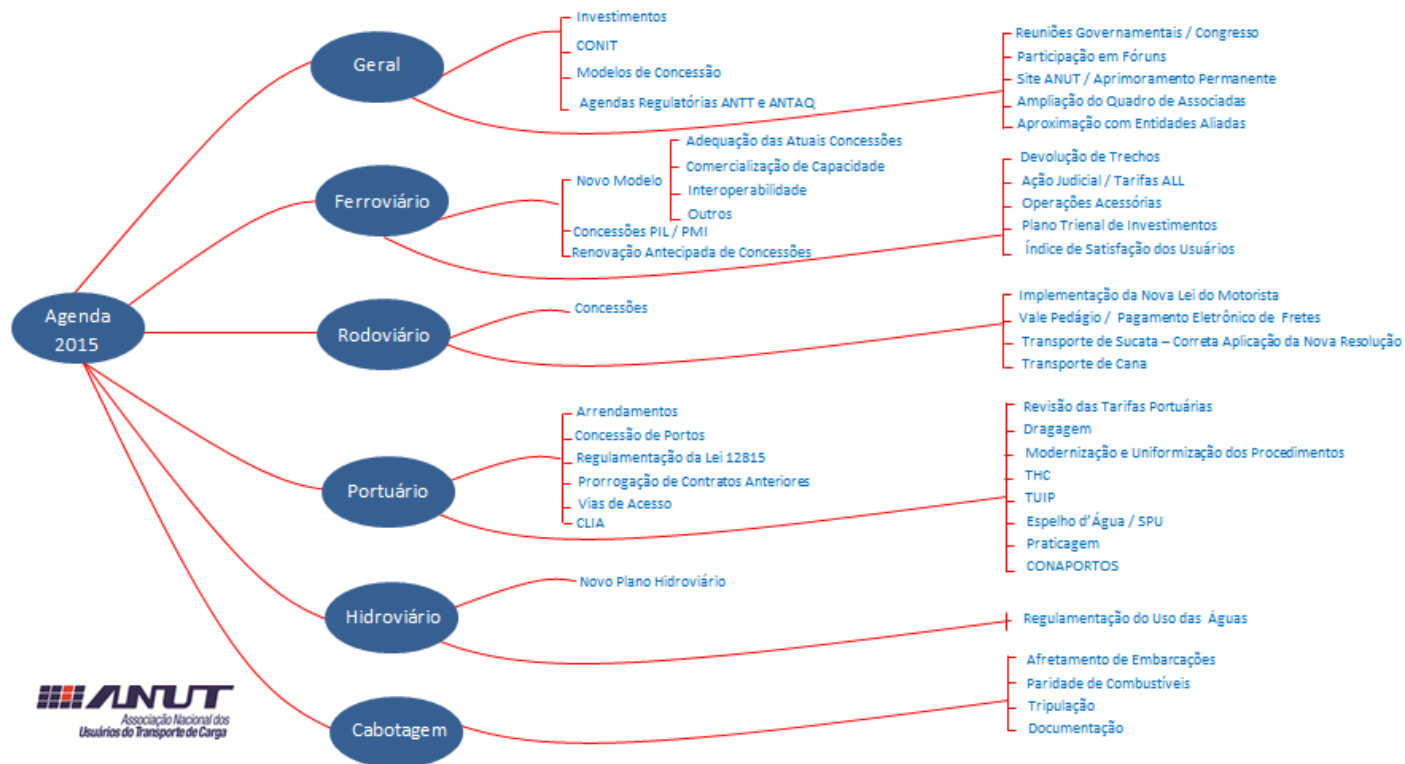 Agenda
2015
Geral
Investimentos
CONIT
Modelos de Concessão
Agendas Regulatórias ANTT e ANTAQ
Reuniões Governamentais / Congresso
Participação em Fóruns
Site ANUT / Aprimoramento Permanente
Ampliação do Quadro de Associadas
Aproximação com Entidades Aliadas
Ferroviário
Novo Modelo
Adequação das Atuais Concessões
Comercialização de Capacidade
Interoperabilidade
Outros
Concessões PIL / PMI
Renovação Antecipada de Concessões
Devolução de Trechos
Ação Judicial / Tarifas ALL
Operações Acessórias
Plano Trienal de Investimentos
Índice de Satisfação dos Usuários
Rodoviário
Concessões
Implementação da Nova Lei do Motorista
Vale Pedágio / Pagamento Eletrônico de Fretes
Transporte de Sucata – Correta Aplicação da Nova Resolução
Transporte de Cana
Portuário
Arrendamentos
Concessão de Portos
Regulamentação da Lei 12815
Prorrogação de Contratos Anteriores
Vias de Acesso
CLIA
Revisão das Tarifas Portuárias
Dragagem
Modernização e Uniformização dos Procedimentos
THC
TUIP
Espelho d'Água / SPU
Praticagem
CONAPORTOS
Hidroviário
Novo Plano Hidroviário
Regulamentação do Uso das Águas
Cabotagem
Afretamento de Embarcações
Paridade de Combustíveis
Tripulação
Documentação
ANUT
Associação Nacional dos
Usuários do Transporte de Carga